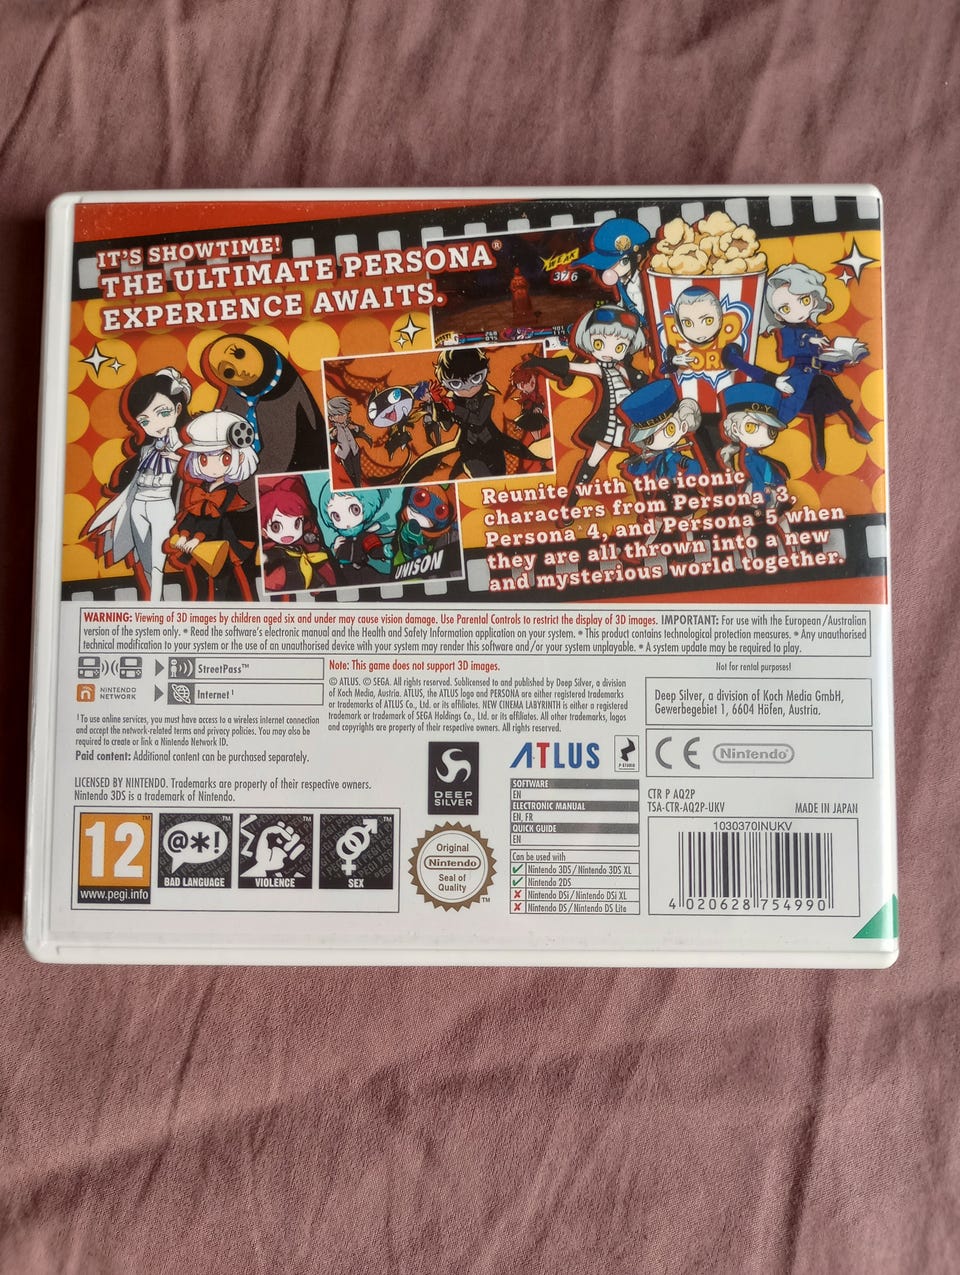 IT'S SHOWTIME!
THE ULTIMATE PERSONA®
EXPERIENCE AWAITS.
WEAK
376
UNISON
Reunite with the iconic
characters from Persona 3,
Persona 4, and Persona 5 when
they are all thrown into a new
and mysterious world together.
WARNING: Viewing of 3D images by children aged six and under may cause vision damage. Use Parental Controls to restrict the display of 3D images. IMPORTANT: For use with the European/Australian
version of the system only. • Read the software's electronic manual and the Health and Safety Information application on your system. • This product contains technological protection measures. • Any unauthorised
technical modification to your system or the use of an unauthorised device with your system may render this software and/or your system unplayable. • A system update may be required to play.
StreetPass™
NINTENDO
NETWORK
Internet¹
¹To use online services, you must have access to a wireless internet connection
and accept the network-related terms and privacy policies. You may also be
required to create or link a Nintendo Network ID.
Paid content: Additional content can be purchased separately.
LICENSED BY NINTENDO. Trademarks are property of their respective owners.
Nintendo 3DS is a trademark of Nintendo.
Note: This game does not support 3D images.
© ATLUS. © SEGA. All rights reserved. Sublicensed to and published by Deep Silver, a division
of Koch Media, Austria. ATLUS, the ATLUS logo and PERSONA are either registered trademarks
or trademarks of ATLUS Co., Ltd. or its affiliates. NEW CINEMA LABYRINTH is either a registered
trademark or trademark of SEGA Holdings Co., Ltd. or its affiliates. All other trademarks, logos
and copyrights are property of their respective owners. All rights reserved.
Not for rental purposes!
Deep Silver, a division of Koch Media GmbH,
Gewerbegebiet 1, 6604 Höfen, Austria.
DEEP
SILVER
ATLUS
P STUDIO
CE Nintendo
SOFTWARE
EN
ELECTRONIC MANUAL
EN, FR
QUICK GUIDE
EN
Can be used with
Nintendo 3DS/Nintendo 3DS XL
Nintendo 2DS
Nintendo DSi/Nintendo DSi XL
Nintendo DS/Nintendo DS Lite
CTR P AQ2P
TSA-CTR-AQ2P-UKV
MADE IN JAPAN
1030370INUKV
4 020628 754990
12™
www.pegi.info
@*!
BAD LANGUAGE
VIOLENCE
SEX
Original
Nintendo
Seal of
Quality
™